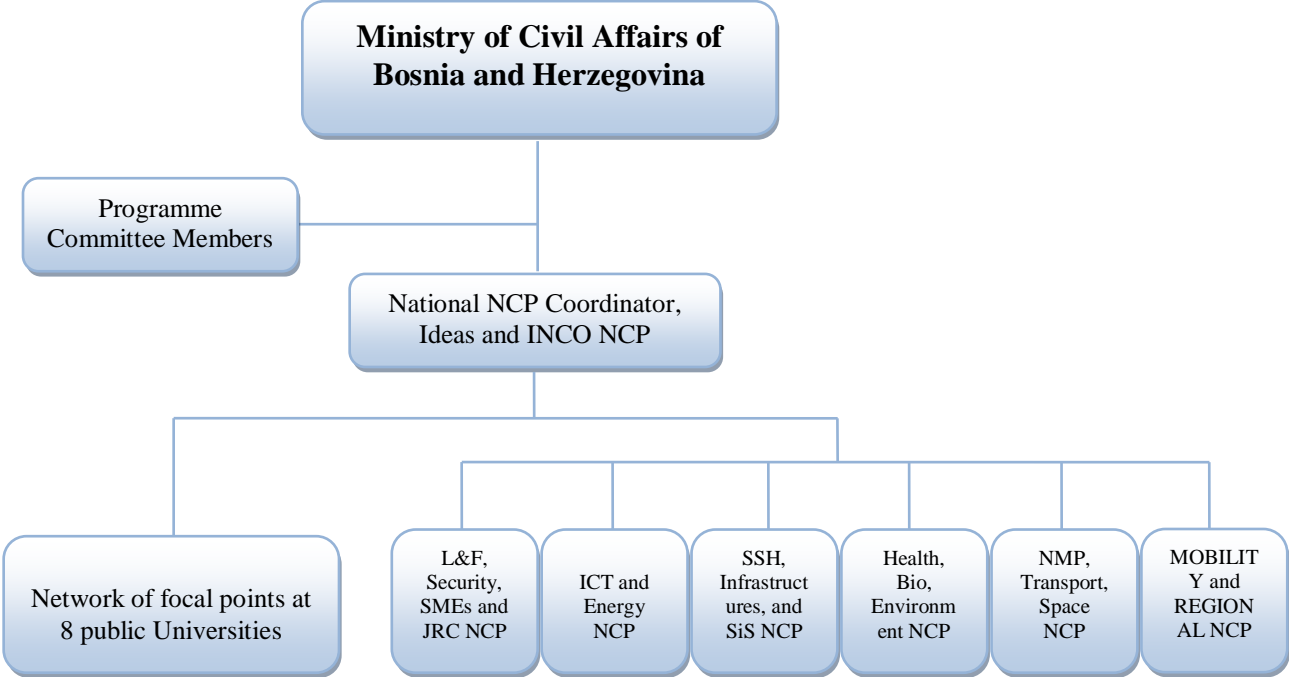 Ministry of Civil Affairs of
Bosnia and Herzegovina
Programme
Committee Members
National NCP Coordinator,
Ideas and INCO NCP
Network of focal points at
8 public Universities
L&F,
Security,
SMEs and
JRC NCP
ICT and
Energy
NCP
SSH,
Infrastruct
ures, and
SiS NCP
Health,
Bio,
Environm
ent NCP
NMP,
Transport,
Space
NCP
MOBILIT
Y and
REGION
AL NCP